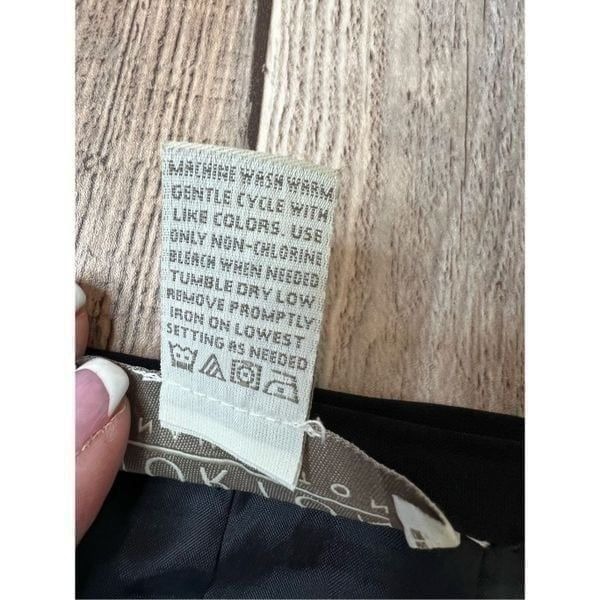 MACHINE WASH WARM
GENTLE CYCLE WITH
LIKE COLORS. USE
ONLY NON-CHLORINE
BLEACH WHEN NEEDED
TUMBLE DRY LOW
REMOVE PROMPTLY
IRON ON LOWEST
SETTING AS NEEDED